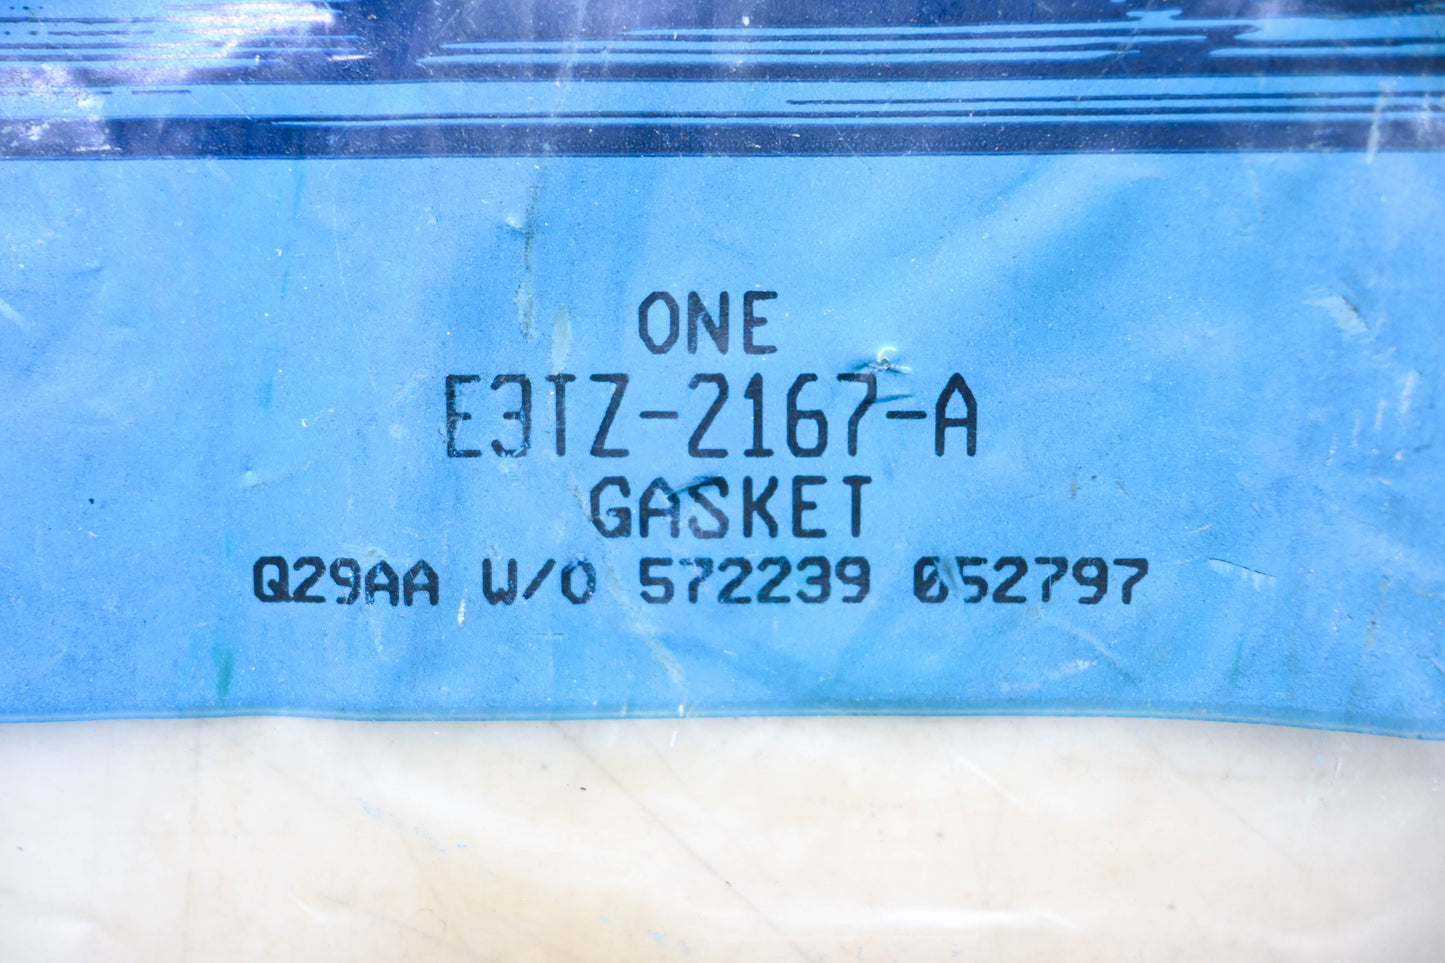 ONE
E3TZ-2167-A
GASKET
Q29AA W/O 572239 052797